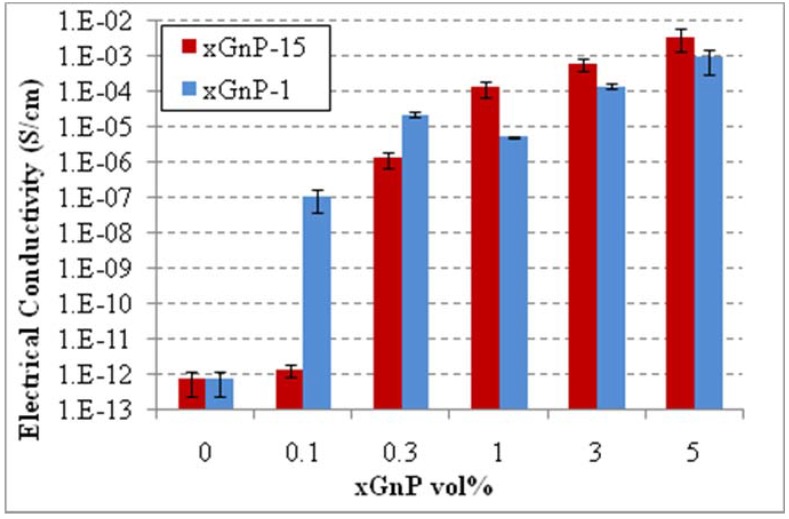 1.E-02
1.E-03
1.E-04
1.E-05
1.E-06
1.E-07
1.E-08
1.E-09
1.E-10
1.E-11
1.E-12
1.E-13
Electrical Conductivity (S/cm)
xGnP-15
xGnP-1
0 0.1 0.3 1 3 5
xGnP vol%